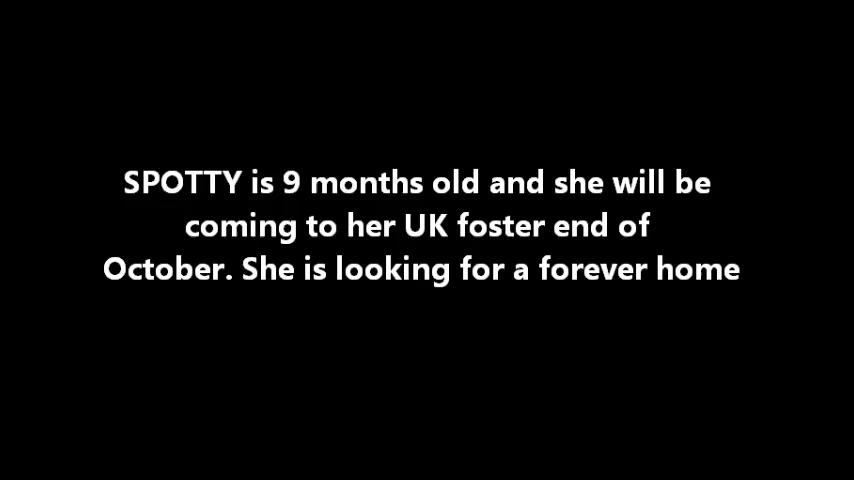 SPOTTY is 9 months old and she will be
coming to her UK foster end of
October. She is looking for a forever home